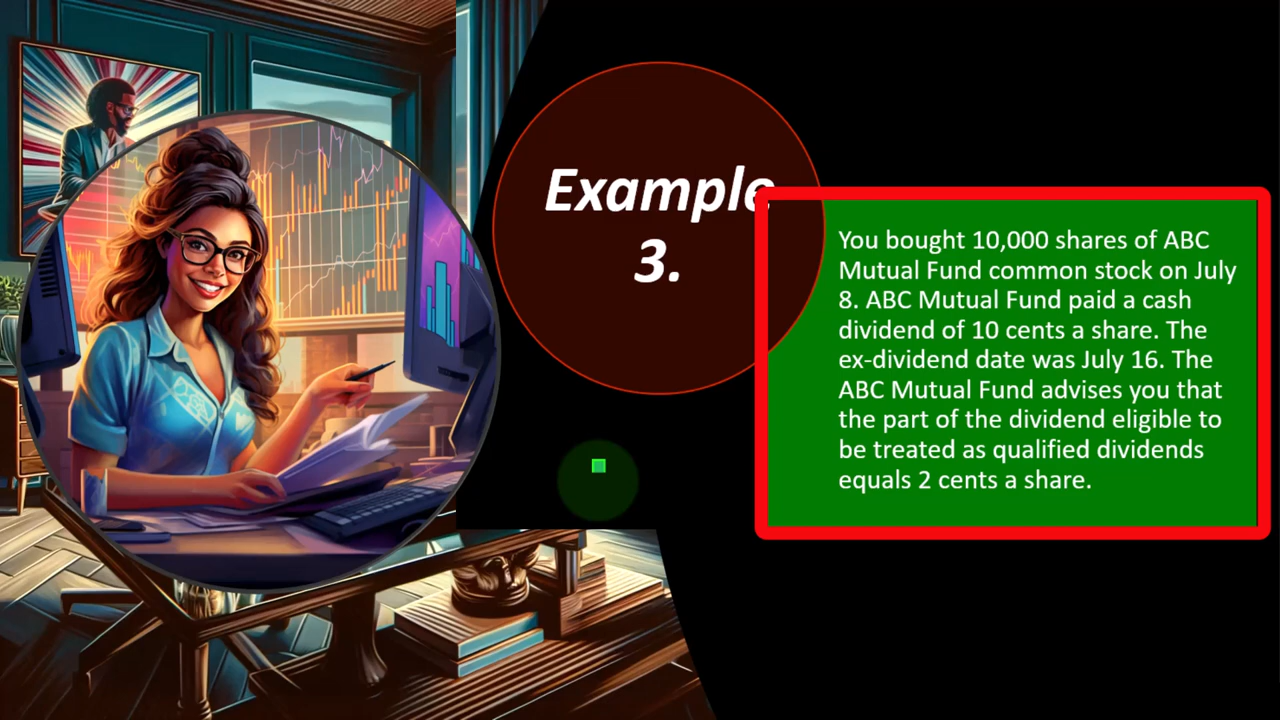 Example
3.
You bought 10,000 shares of ABC
Mutual Fund common stock on July
8. ABC Mutual Fund paid a cash
dividend of 10 cents a share. The
ex-dividend date was July 16. The
ABC Mutual Fund advises you that
the part of the dividend eligible to
be treated as qualified dividends
equals 2 cents a share.